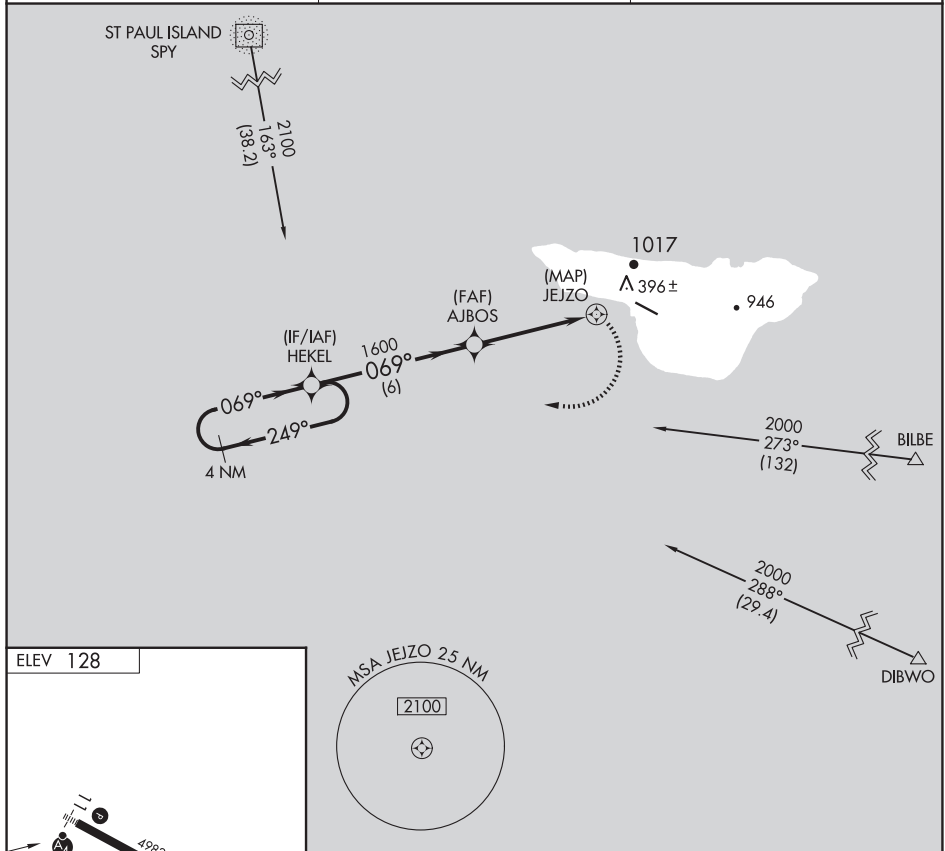 ST PAUL ISLAND
SPY
2100
163°
(38.2)
1017
396±
946
(MAP)
JEJZO
(FAF)
AJBOS
(IF/IAF)
HEKEL
1600
069°
(6)
069°
249°
4 NM
2000
273°
(132)
BILBE
2000
288°
(29.4)
DIBWO
ELEV 128
MSA JEJZO 25 NM
2100
11
P
A4